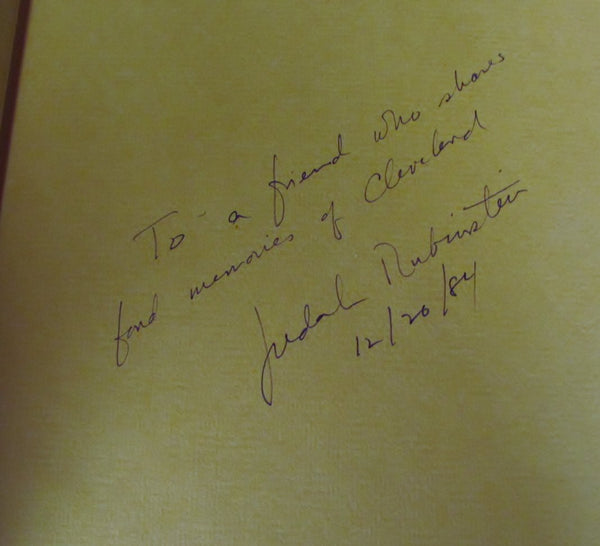 To a friend who shares
fond memories of Cleveland
Judah Rubinstein
12/20/84